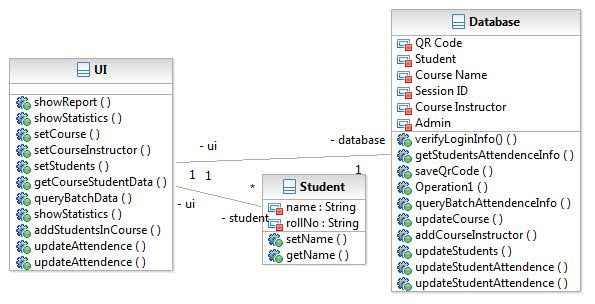 UI
showReport ( )
showStatistics ( )
setCourse ( )
setCourseInstructor ( )
setStudents ( )
getCourseStudentData ( )
queryBatchData ( )
showStatistics ( )
addStudentsInCourse ( )
updateAttendence ( )
updateAttendence ( )
- ui
- database
1
1
1
- ui
*
- student
Student
name : String
rollNo : String
setName ( )
getName ( )
Database
QR Code
Student
Course Name
Session ID
Course Instructor
Admin
verifyLoginInfo() ( )
getStudentsAttendenceInfo ( )
saveQrCode ( )
Operation1 ( )
queryBatchAttendenceInfo ( )
updateCourse ( )
addCourseInstructor ( )
updateStudents ( )
updateStudentAttendence ( )
updateStudentAttendence ( )